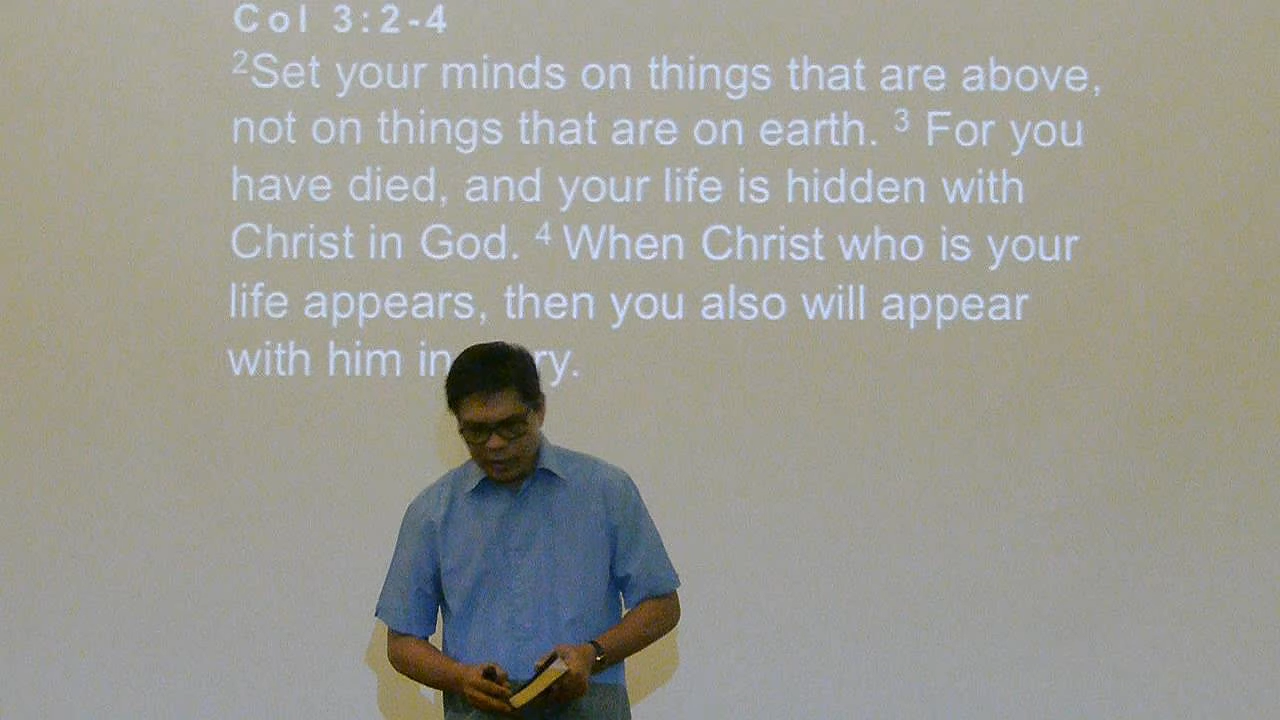 Col 3:2-4
²Set your minds on things that are above,
not on things that are on earth. ³ For you
have died, and your life is hidden with
Christ in God. ⁴ When Christ who is your
life appears, then you also will appear
with him in